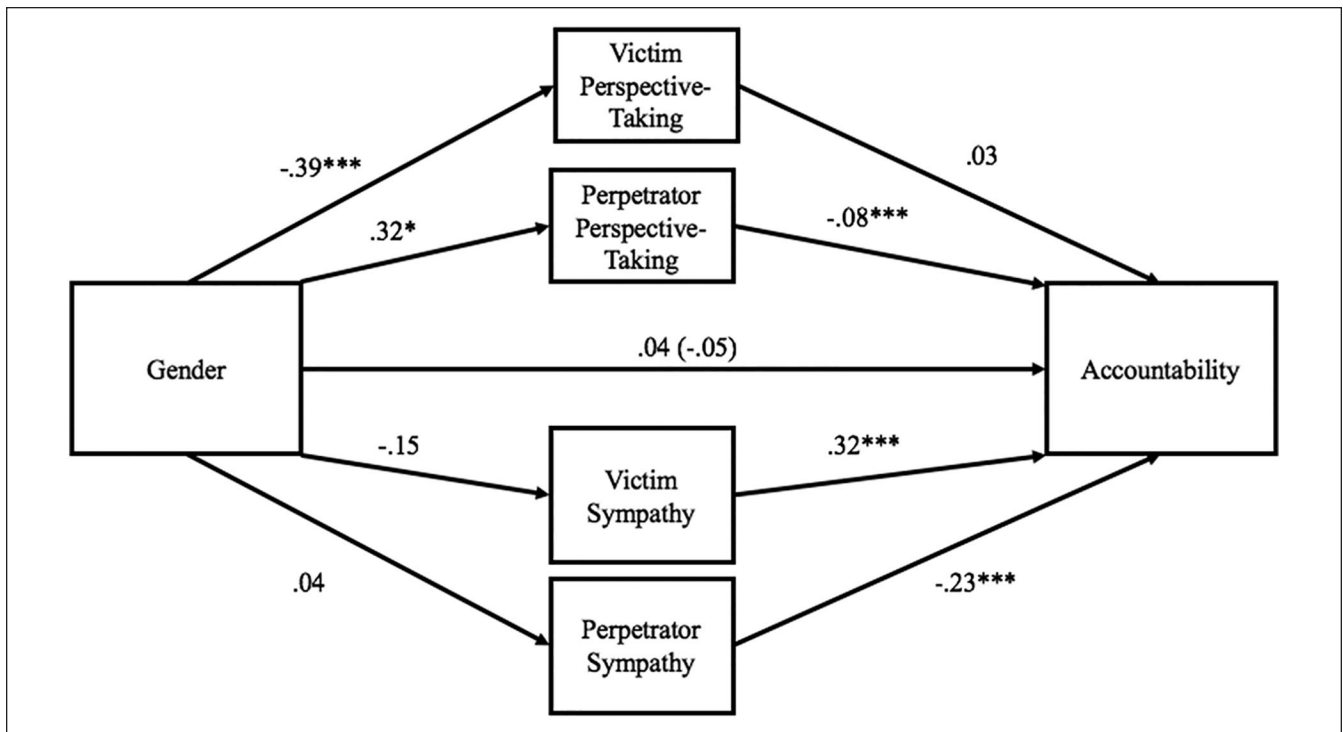 Victim
Perspective-
Taking
-.39***
.03
Perpetrator
Perspective-
Taking
.32*
-.08***
Gender
.04 (-.05)
Accountability
-.15
Victim
Sympathy
.32***
.04
Perpetrator
Sympathy
-.23***